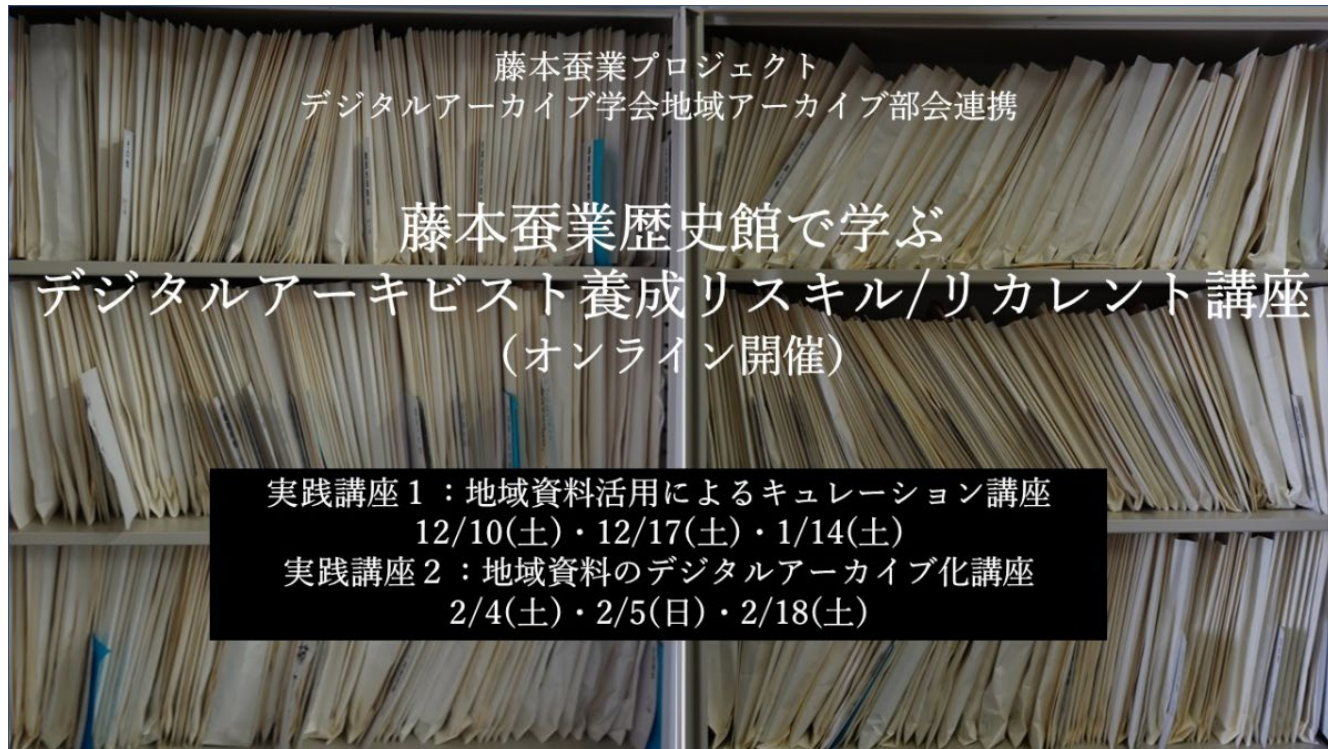 藤本蚕業プロジェクト
デジタルアーカイブ学会地域アーカイブ部会連携
藤本蚕業歴史館で学ぶ
デジタルアーキビスト養成リスキル/リカレント講座
（オンライン開催）
実践講座１：地域資料活用によるキュレーション講座
12/10(土)・12/17(土)・1/14(土)
実践講座２：地域資料のデジタルアーカイブ化講座
2/4(土)・2/5(日)・2/18(土)